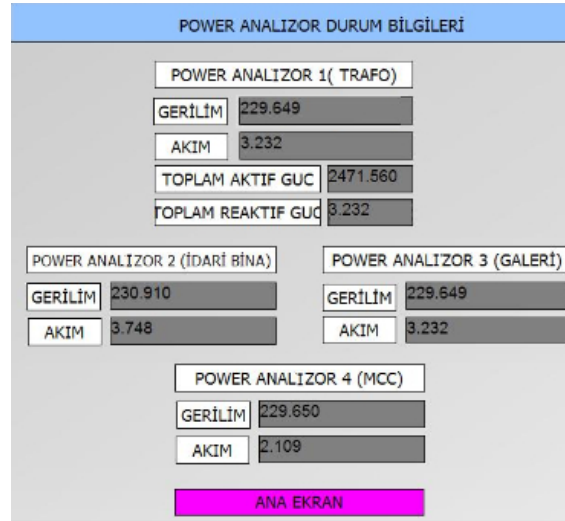 POWER ANALIZOR DURUM BİLGİLERİ
POWER ANALIZOR 1( TRAFO)
GERİLİM 229.649
AKIM 3.232
TOPLAM AKTIF GUC 2471.560
TOPLAM REAKTIF GUC 3.232
POWER ANALIZOR 2 (İDARİ BİNA) POWER ANALIZOR 3 (GALERİ)
GERİLİM 230.910 GERİLİM 229.649
AKIM 3.748 AKIM 3.232
POWER ANALIZOR 4 (MCC)
GERİLİM 229.650
AKIM 2.109
ANA EKRAN